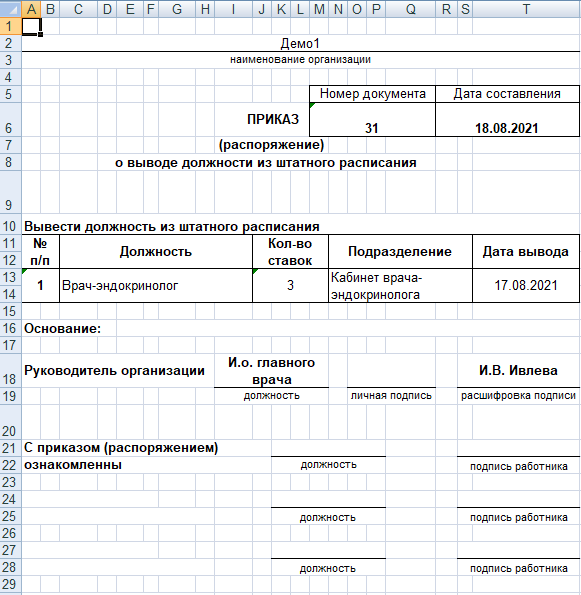 A B C D E F G H I J K L M N O P Q R S T
1
2 Демо1
3 наименование организации
4
5 Номер документа Дата составления
6 ПРИКАЗ 31 18.08.2021
7 (распоряжение)
8 о выводе должности из штатного расписания
9
10 Вывести должность из штатного расписания
11 № Должность Кол-во Подразделение Дата вывода
12 п/п ставок
13 1 Врач-эндокринолог 3 Кабинет врача- 17.08.2021
14 эндокринолога
15
16 Основание:
17
18 Руководитель организации И.о. главного врача И.В. Ивлева
19 должность личная подпись расшифровка подписи
20
21 С приказом (распоряжением)
22 ознакомленны должность подпись работника
23
24
25 должность подпись работника
26
27
28 должность подпись работника
29